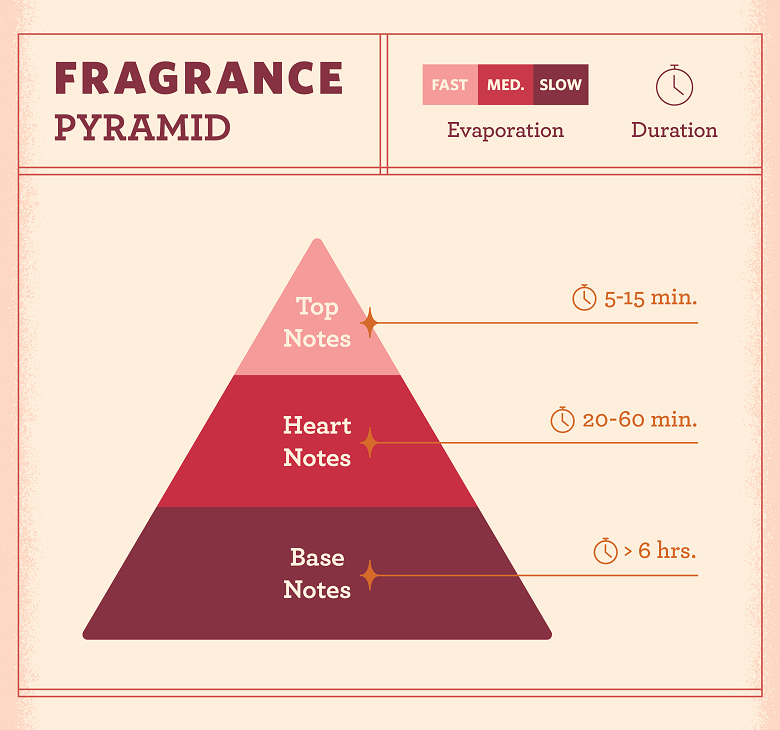 FRAGRANCE
PYRAMID
FAST MED. SLOW
Evaporation
Duration
Top
Notes
5-15 min.
Heart
Notes
20-60 min.
Base
Notes
> 6 hrs.